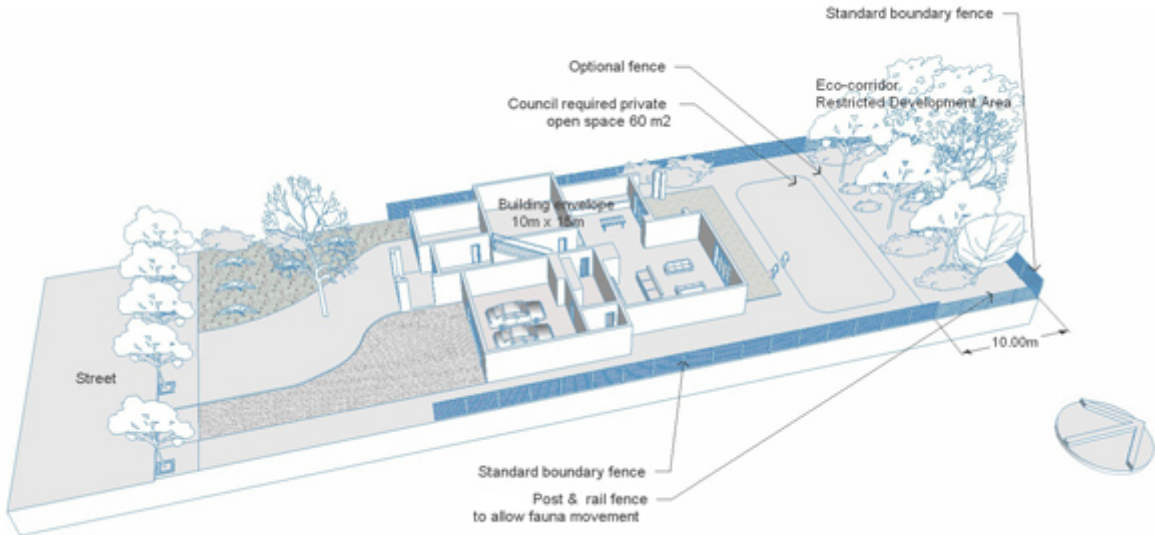 Standard boundary fence
Optional fence
Eco-corridor.
Restricted Development Area
Council required private
open space 60 m2
Building envelope
10m x 15m
10.00m
Street
Standard boundary fence
Post & rail fence
to allow fauna movement